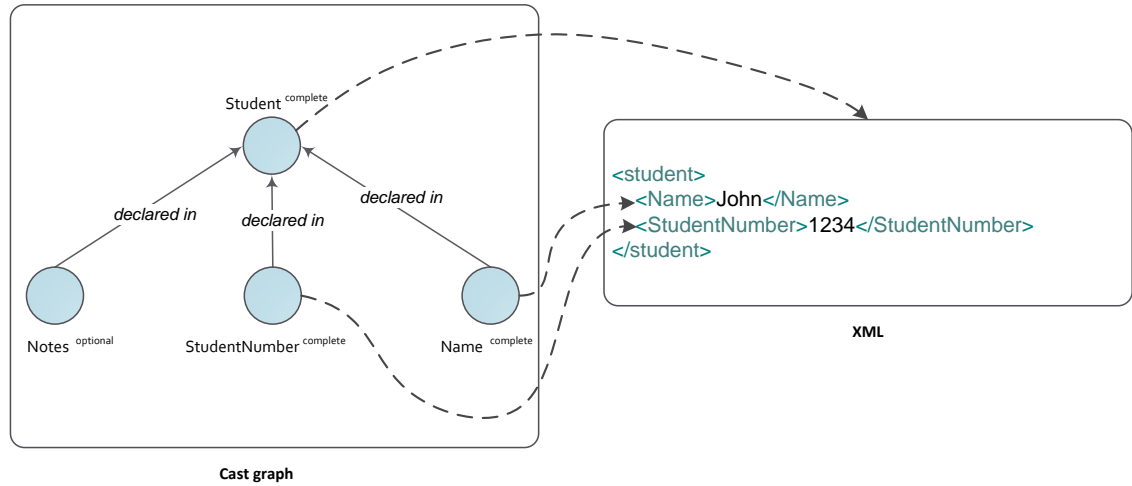 Student complete
declared in
declared in
declared in
Notes optional
StudentNumber complete
Name complete
Cast graph
<student>
<Name>John</Name>
<StudentNumber>1234</StudentNumber>
</student>
XML